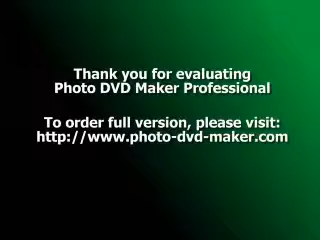 Thank you for evaluating
Photo DVD Maker Professional
To order full version, please visit:
http://www.photo-dvd-maker.com